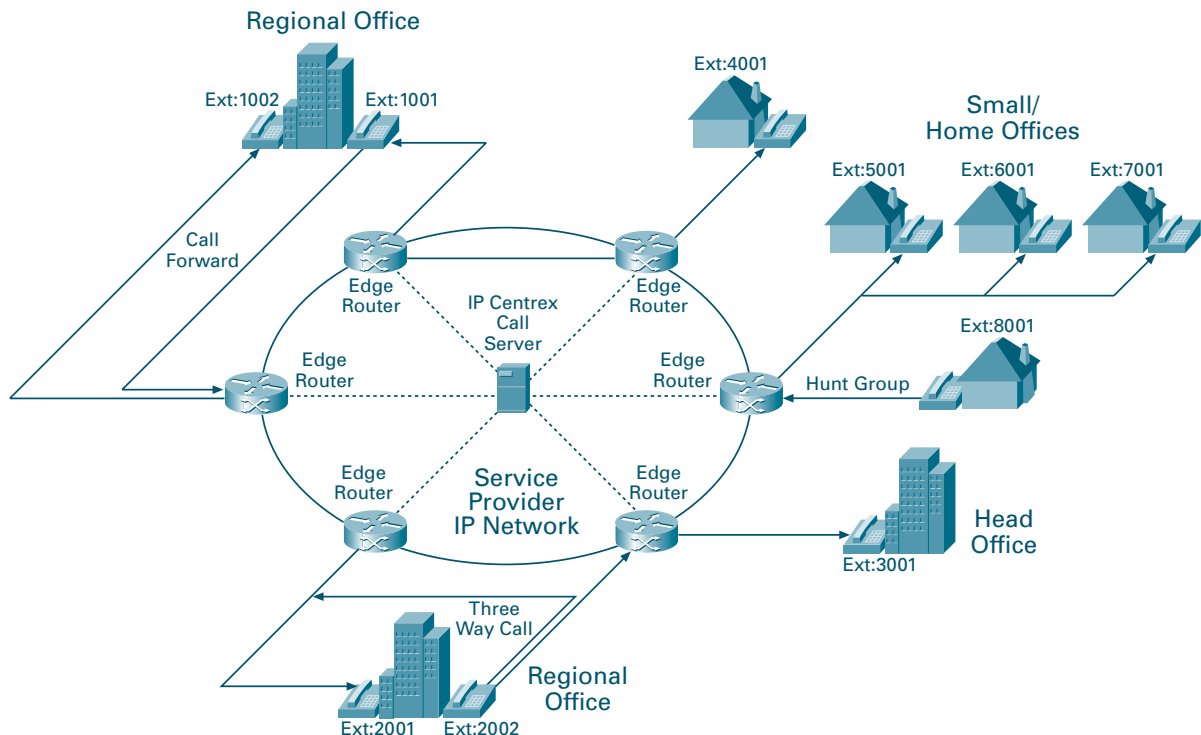 Regional Office
Ext:1002
Ext:1001
Ext:4001
Small/
Home Offices
Ext:5001
Ext:6001
Ext:7001
Call
Forward
Edge
Router
IP Centrex
Call
Server
Edge
Router
Ext:8001
Edge
Router
Edge
Router
Hunt Group
Edge
Router
Service
Provider
IP Network
Edge
Router
Head
Office
Ext:3001
Three
Way Call
Regional
Office
Ext:2001
Ext:2002